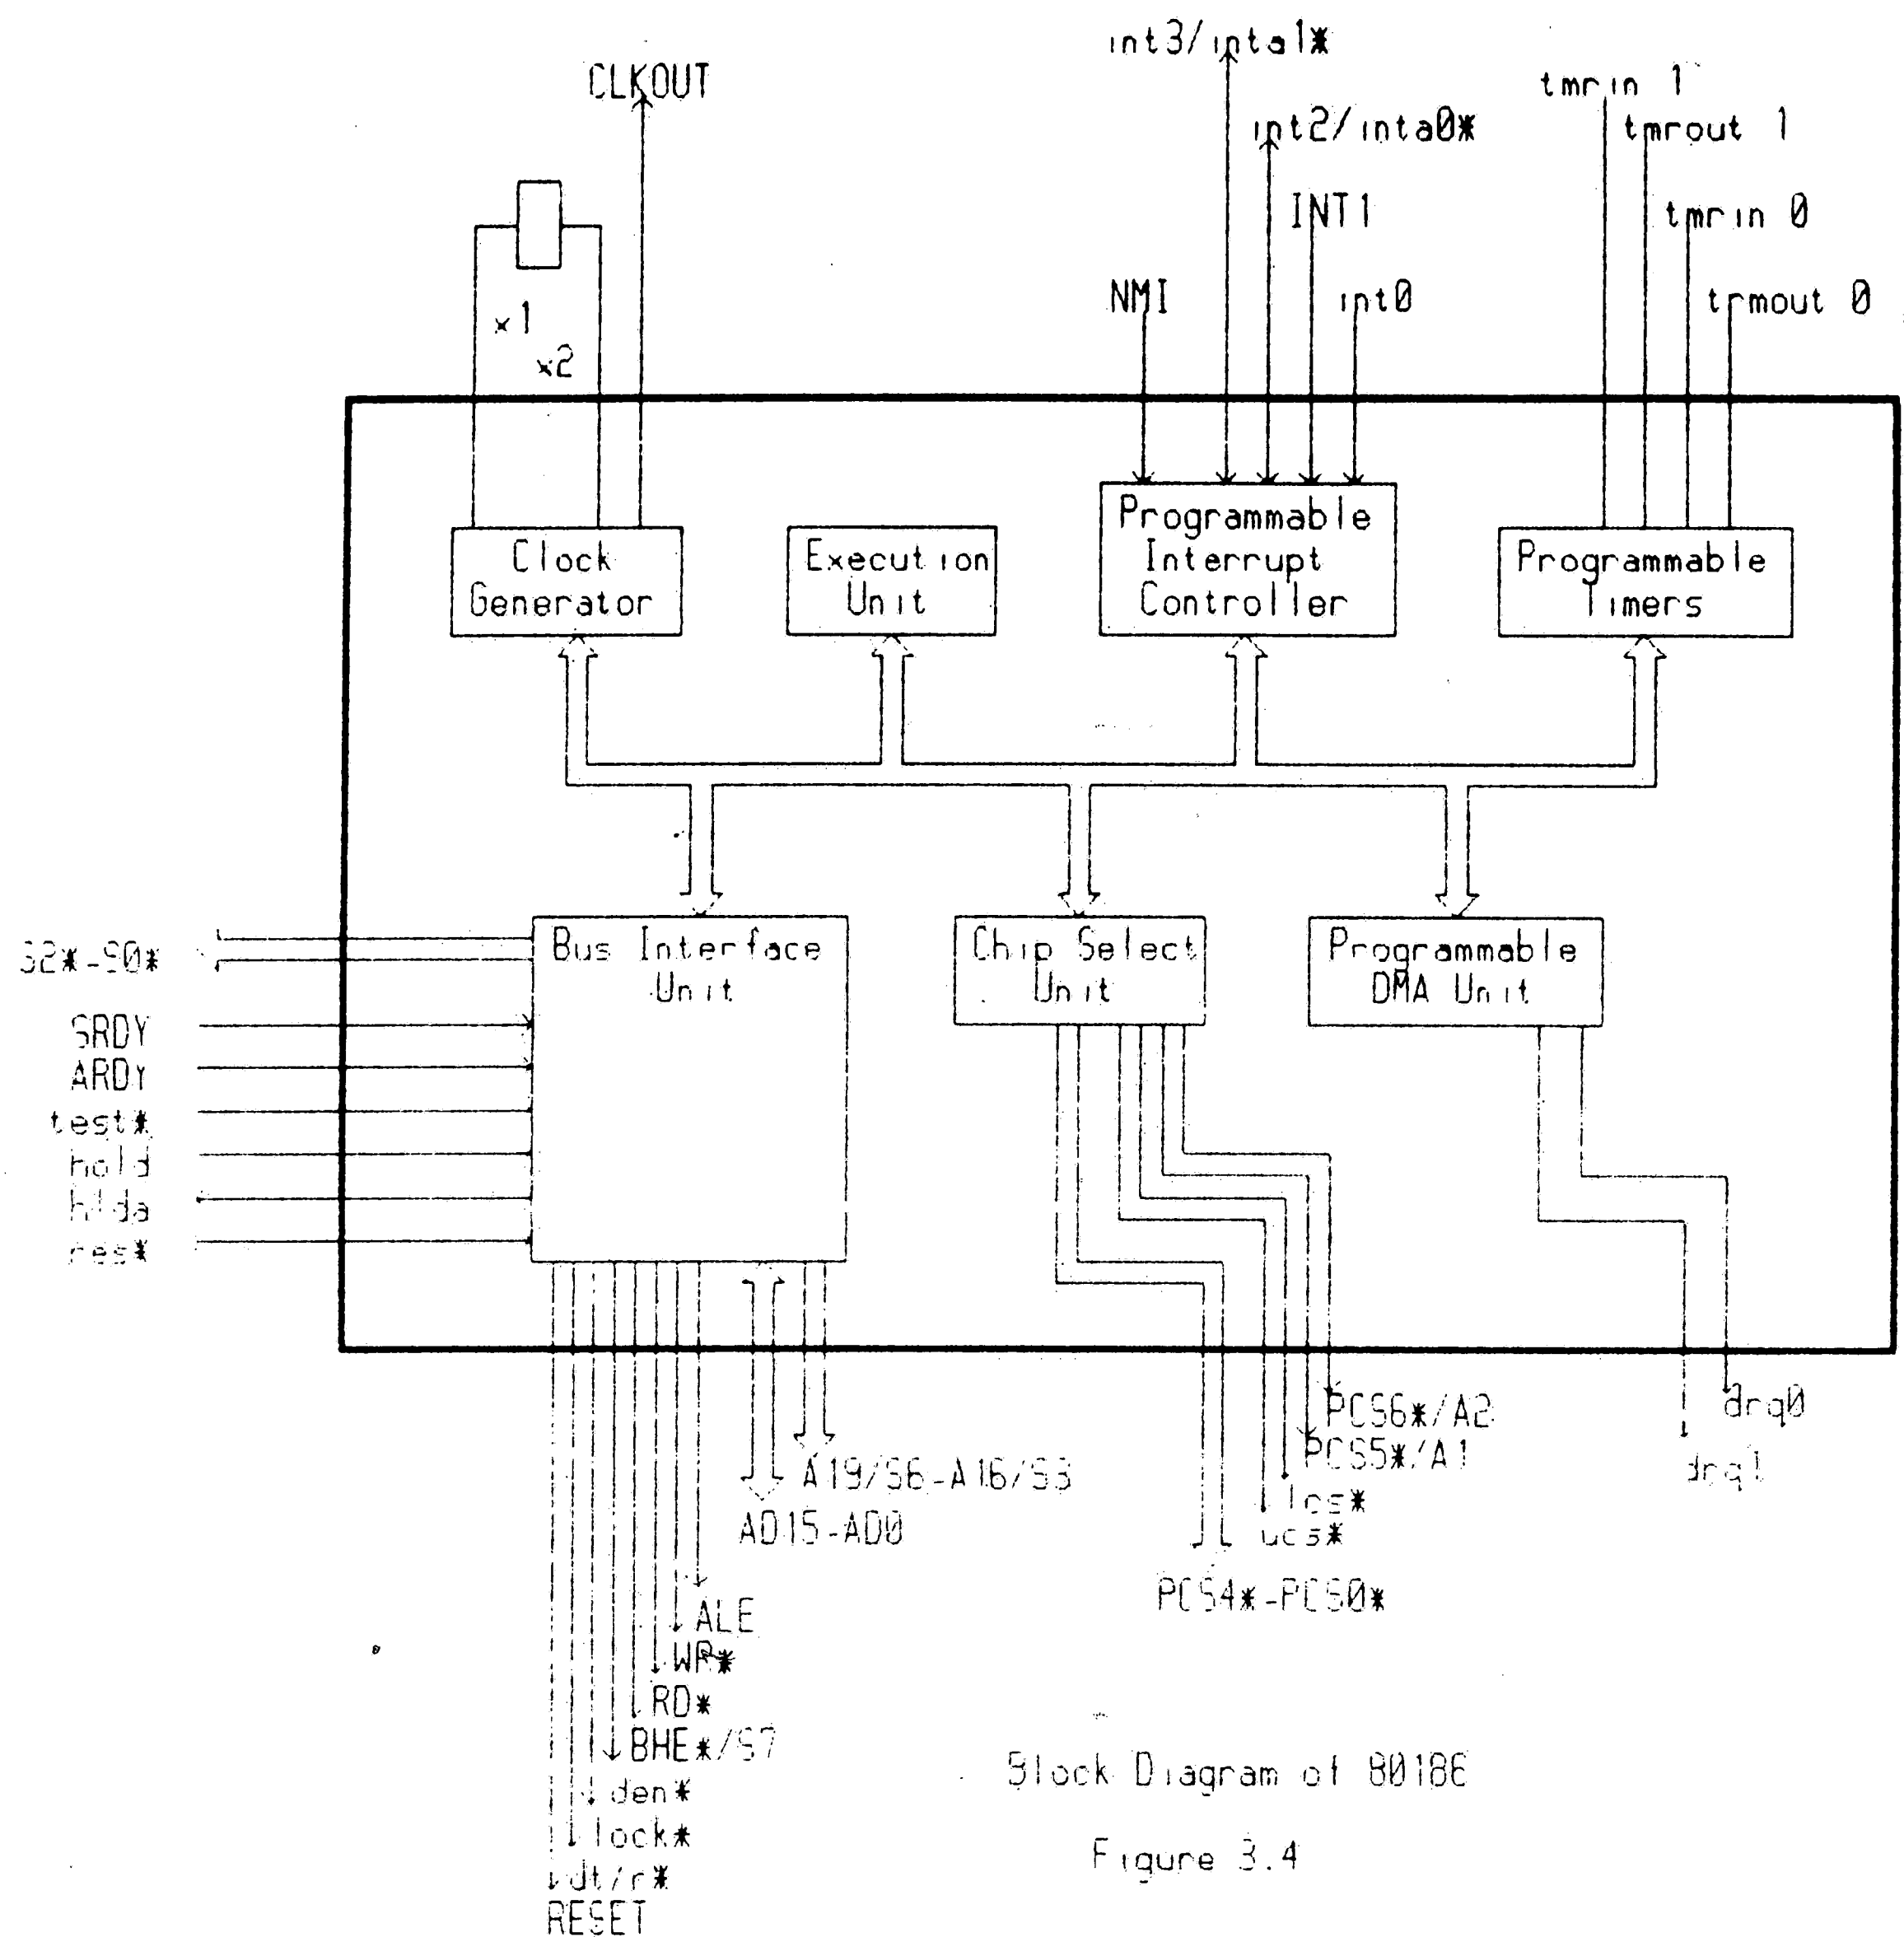 int3/inta1*
CLKOUT
tmrin 1
int2/inta0*
tmrout 1
INT1
tmrin 0
NMI
int0
trmout 0
x1
x2
Clock
Generator
Execution
Unit
Programmable
Interrupt
Controller
Programmable
Timers
Bus Interface
Unit
Chip Select
Unit
Programmable
DMA Unit
S2*-S0*
SRDY
ARDY
test*
hold
hlda
res*
PCS6*/A2
PCS5*/A1
lcs*
ucs*
PCS4*-PCS0*
drq0
drq1
A19/S6-A16/S3
AD15-AD0
ALE
WR*
RD*
BHE*/S7
den*
lock*
dt/r*
RESET
Block Diagram of 80186
Figure 3.4